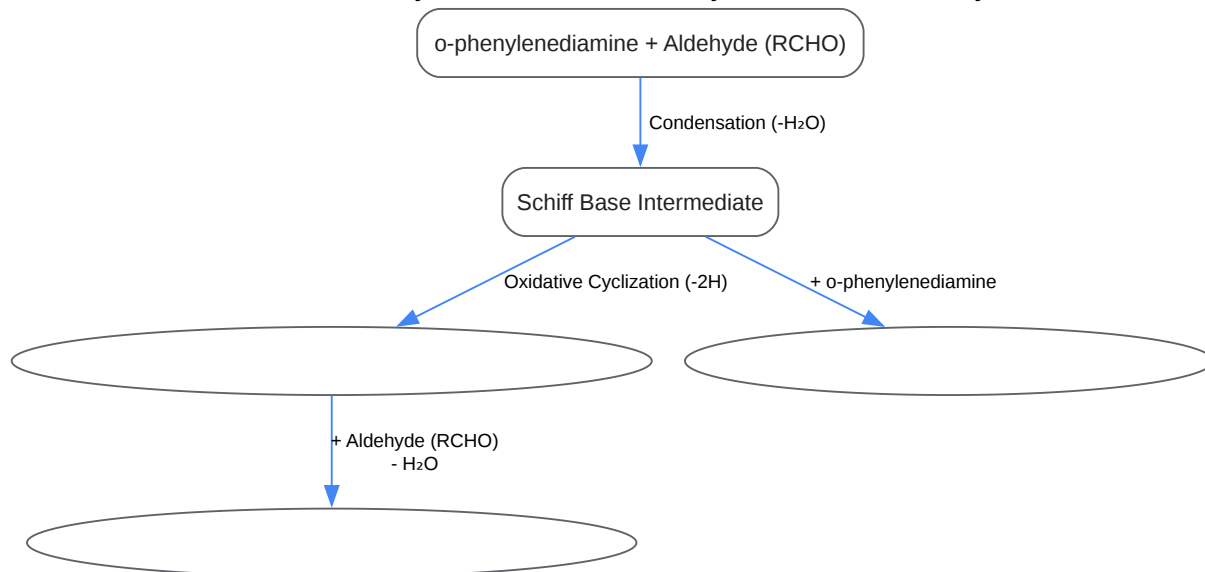 o-phenylenediamine + Aldehyde (RCHO)
Condensation (-H₂O)
Schiff Base Intermediate
Oxidative Cyclization (-2H)
+ o-phenylenediamine
+ Aldehyde (RCHO)
- H₂O